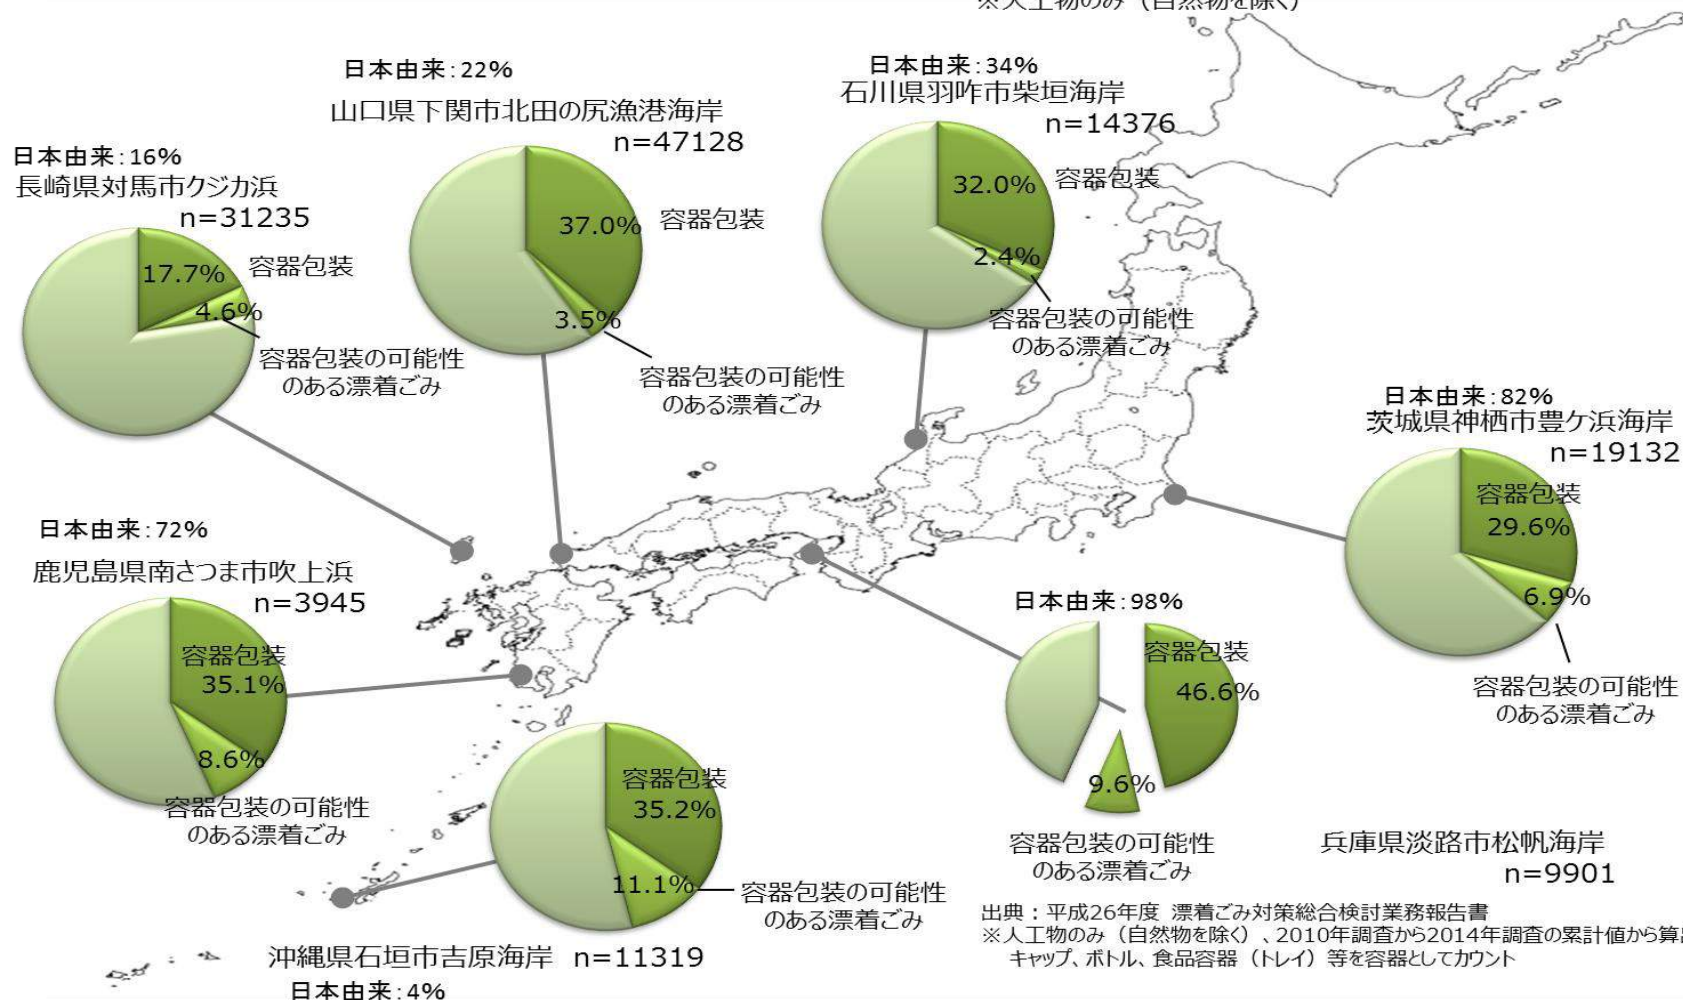 ※人工物のみ（自然物を除く）
日本由来：22%
山口県下関市北田の尻漁港海岸
n=47128
37.0%
容器包装
3.5%
容器包装の可能性
のある漂着ごみ
日本由来：34%
石川県羽咋市柴垣海岸
n=14376
32.0%
容器包装
2.4%
容器包装の可能性
のある漂着ごみ
日本由来：16%
長崎県対馬市クジカ浜
n=31235
17.7%
容器包装
4.6%
容器包装の可能性
のある漂着ごみ
日本由来：82%
茨城県神栖市豊ケ浜海岸
n=19132
容器包装
29.6%
6.9%
容器包装の可能性
のある漂着ごみ
日本由来：72%
鹿児島県南さつま市吹上浜
n=3945
容器包装
35.1%
8.6%
容器包装の可能性
のある漂着ごみ
日本由来：98%
容器包装
46.6%
9.6%
容器包装の可能性
のある漂着ごみ
兵庫県淡路市松帆海岸
n=9901
容器包装
35.2%
11.1%
容器包装の可能性
のある漂着ごみ
沖縄県石垣市吉原海岸 n=11319
日本由来：4%
出典：平成26年度 漂着ごみ対策総合検討業務報告書
※人工物のみ（自然物を除く）、2010年調査から2014年調査の累計値から算出
キャップ、ボトル、食品容器（トレイ）等を容器としてカウント